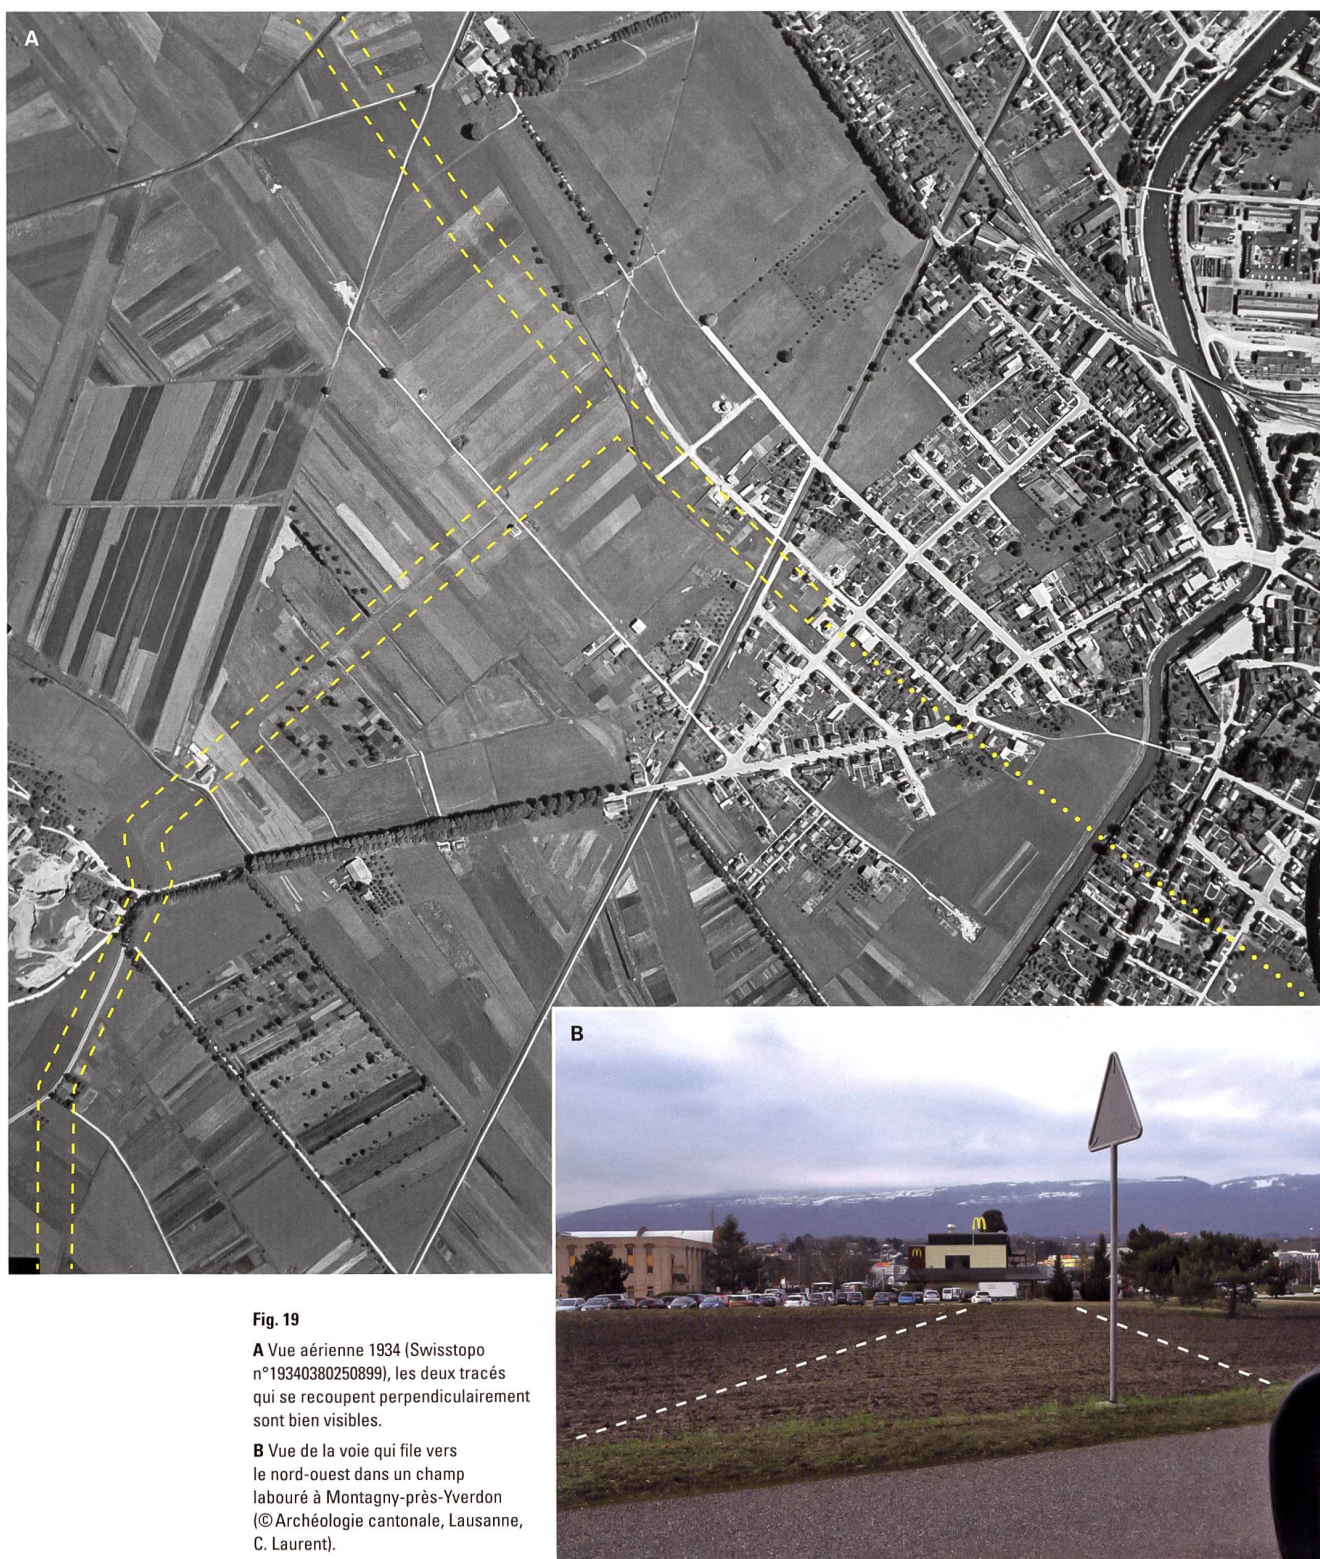 A
B
Fig. 19
A Vue aérienne 1934 (Swisstopo
n°19340380250899), les deux tracés
qui se recoupent perpendiculairement
sont bien visibles.
B Vue de la voie qui file vers
le nord-ouest dans un champ
labouré à Montagny-près-Yverdon
(© Archéologie cantonale, Lausanne,
C. Laurent).